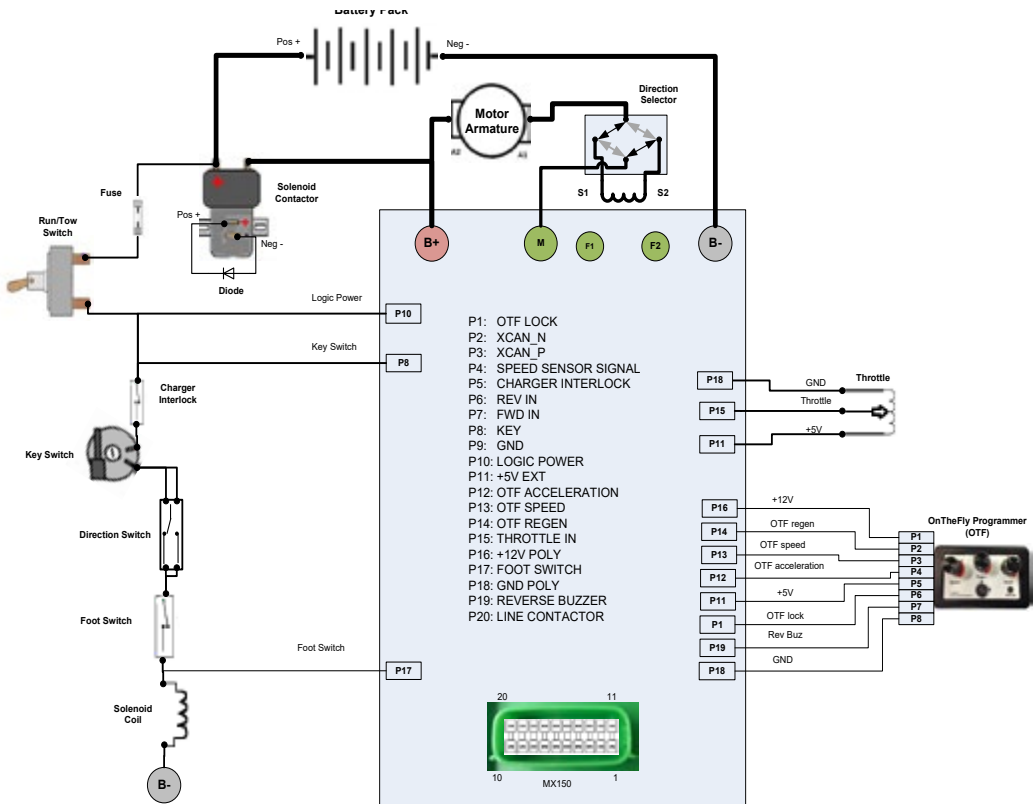 Battery Pack
Pos +
Neg -
Direction
Selector
Motor
Armature
A2
A1
S1
S2
Fuse
Solenoid
Contactor
Run/Tow
Switch
Pos +
Neg -
Diode
B+
M
F1
F2
B-
Logic Power
P10
Key Switch
P8
Charger
Interlock
Key Switch
Direction Switch
Foot Switch
Foot Switch
P17
Solenoid
Coil
B-
P1: OTF LOCK
P2: XCAN_N
P3: XCAN_P
P4: SPEED SENSOR SIGNAL
P5: CHARGER INTERLOCK
P6: REV IN
P7: FWD IN
P8: KEY
P9: GND
P10: LOGIC POWER
P11: +5V EXT
P12: OTF ACCELERATION
P13: OTF SPEED
P14: OTF REGEN
P15: THROTTLE IN
P16: +12V POLY
P17: FOOT SWITCH
P18: GND POLY
P19: REVERSE BUZZER
P20: LINE CONTACTOR
P18
GND
Throttle
P15
Throttle
P11
+5V
P16
+12V
P14
OTF regen
P13
OTF speed
P12
OTF acceleration
P11
+5V
P1
OTF lock
P19
Rev Buz
P18
GND
OnTheFly Programmer
(OTF)
P1
P2
P3
P4
P5
P6
P7
P8
20
11
10
1
MX150